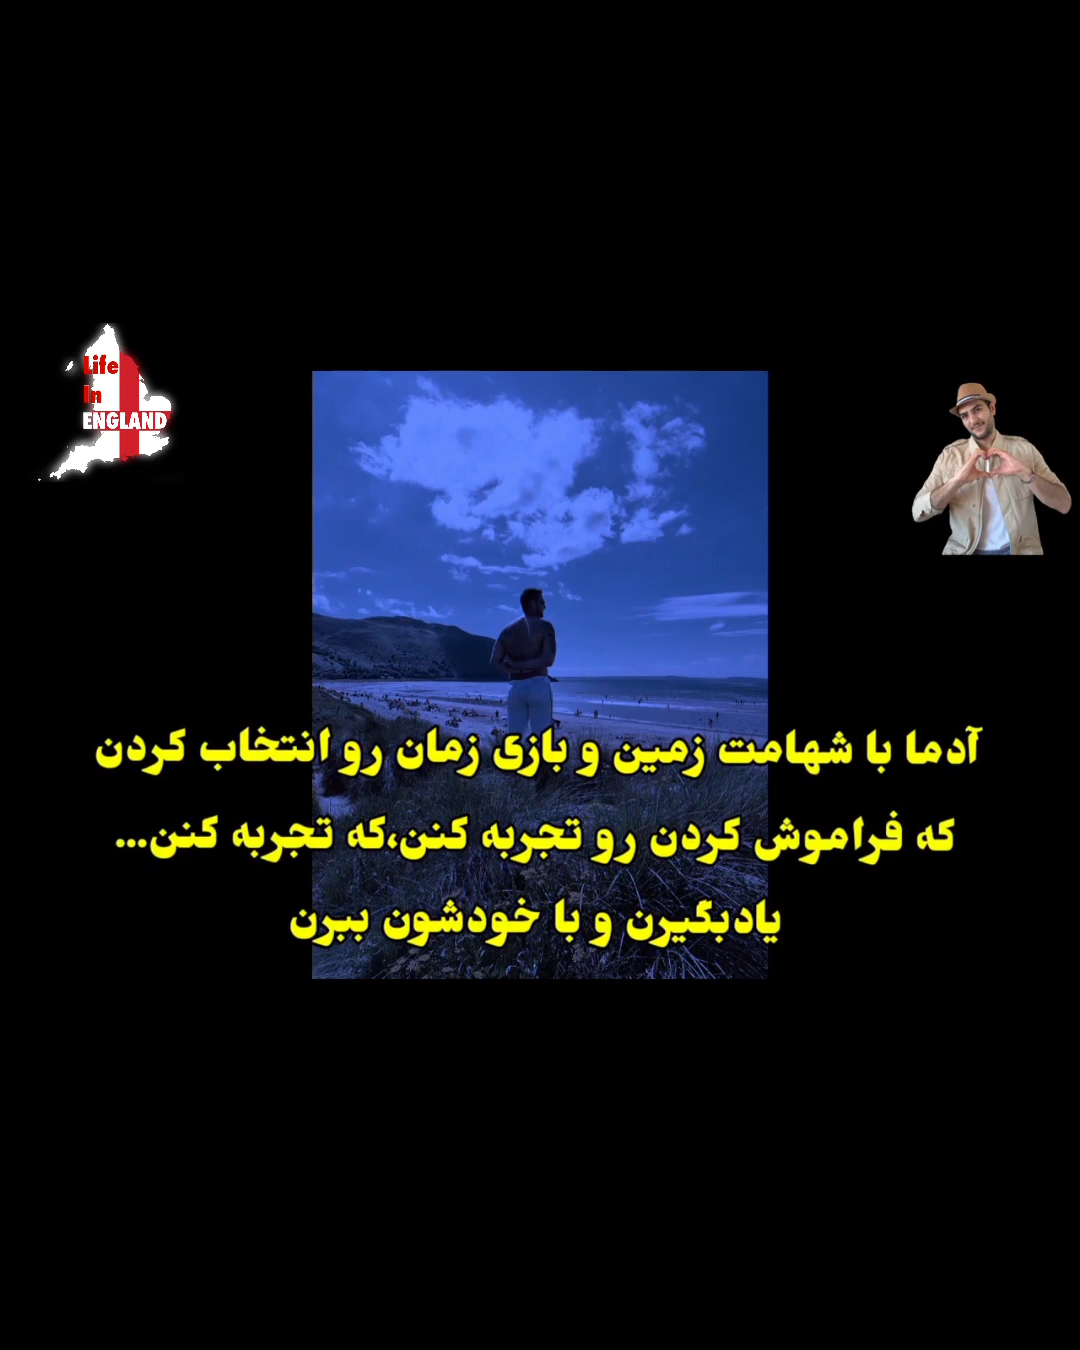 Life
In
ENGLAND
آدما با شهامت زمین و بازی زمان رو انتخاب کردن
که فراموش کردن رو تجربه کنن،که تجربه کنن...
یادبگیرن و با خودشون ببرن